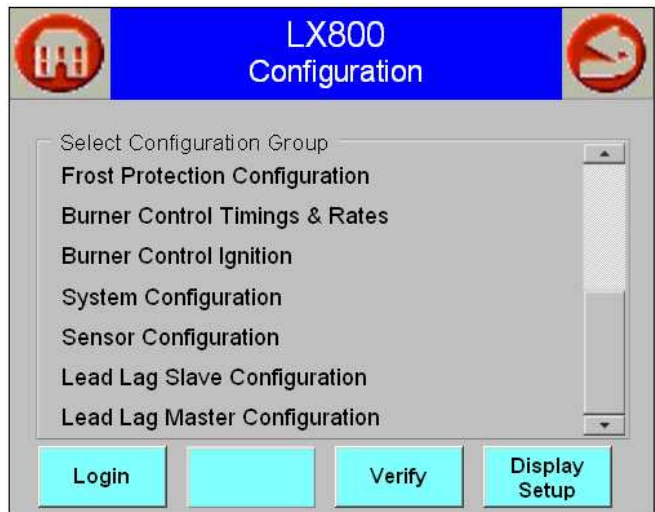 LX800
Configuration
Select Configuration Group
Frost Protection Configuration
Burner Control Timings & Rates
Burner Control Ignition
System Configuration
Sensor Configuration
Lead Lag Slave Configuration
Lead Lag Master Configuration
Login
Verify
Display
Setup